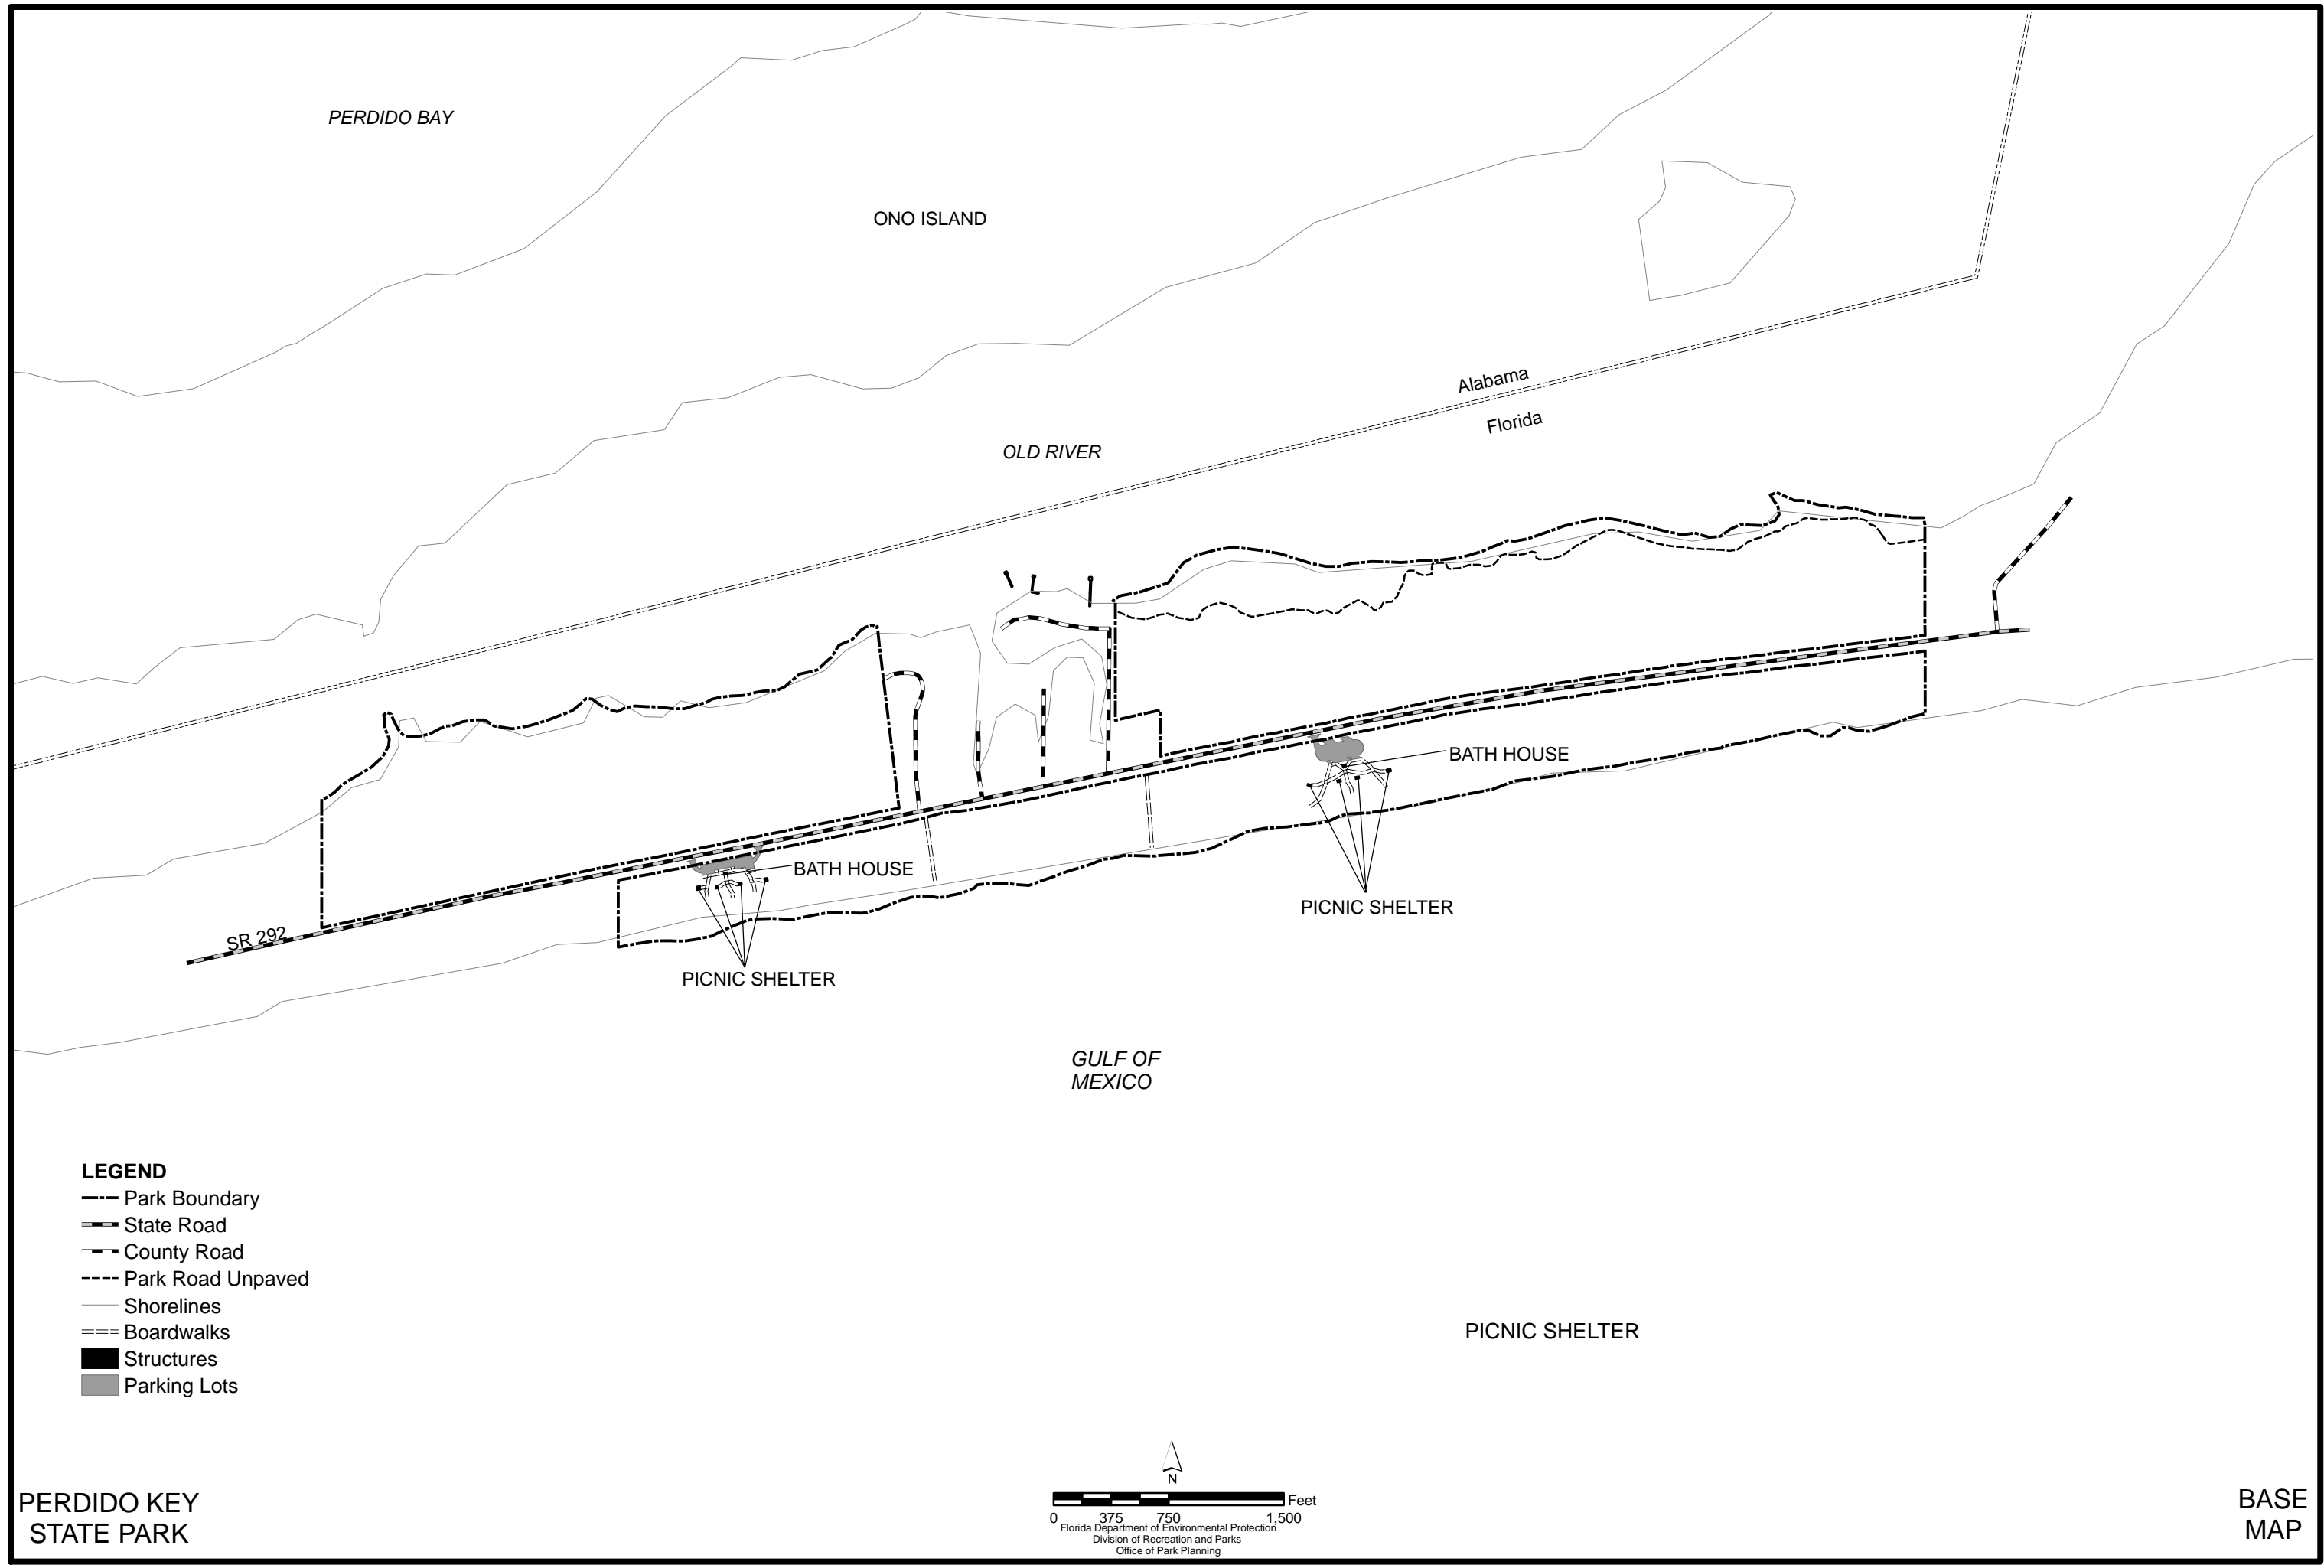 PERDIDO BAY
ONO ISLAND
Alabama
Florida
OLD RIVER
BATH HOUSE
BATH HOUSE
PICNIC SHELTER
SR 292
PICNIC SHELTER
GULF OF
MEXICO
LEGEND
Park Boundary
State Road
County Road
Park Road Unpaved
Shorelines
Boardwalks
Structures
Parking Lots
PICNIC SHELTER
N
Feet
0 375 750 1,500
Florida Department of Environmental Protection
Division of Recreation and Parks
Office of Park Planning
PERDIDO KEY
STATE PARK
BASE
MAP